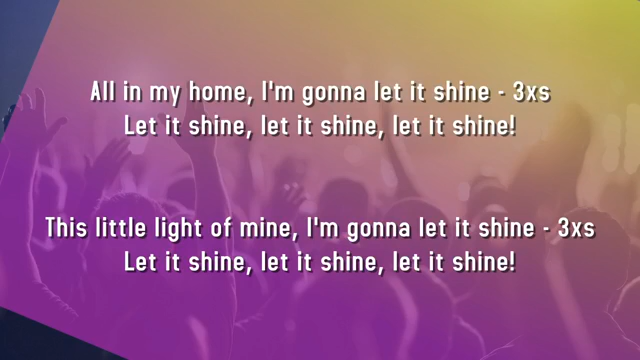 All in my home, I'm gonna let it shine - 3xs
Let it shine, let it shine, let it shine!
This little light of mine, I'm gonna let it shine - 3xs
Let it shine, let it shine, let it shine!